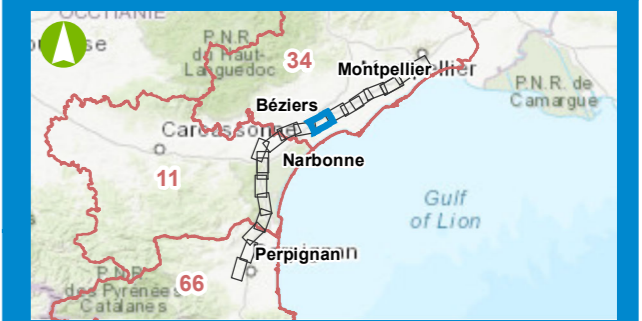 OCCITANIE
P.N.R.
du Haut-
Languedoc
34
Montpellier
P.N.R. de
Camargue
Béziers
Carcassonne
Narbonne
11
Gulf
of Lion
Perpignan
66
P.N.R.
des Pyrénées
Catalanes